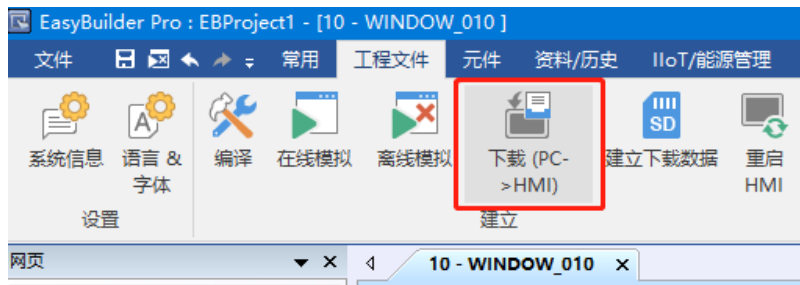 EasyBuilder Pro : EBProject1 - [10 - WINDOW_010 ]
文件 常用 工程文件 元件 资料/历史 IIoT/能源管理
A SD
系统信息 语言 & 编译 在线模拟 离线模拟 下载 (PC- 建立下载数据 重启
字体 >HMI) HMI
设置 建立
网页 10 - WINDOW_010